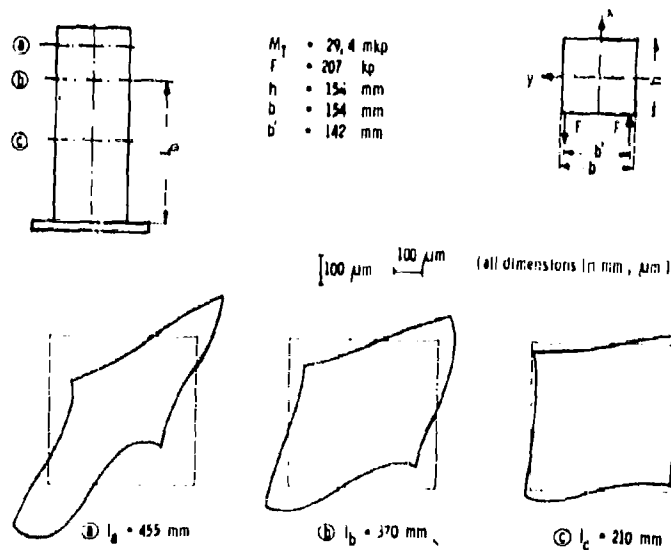 ⓐ
ⓑ
ⓒ
M_T • 29,4 mkp
F • 207 kp
h • 154 mm
b • 154 mm
b' • 142 mm
x
y
h
F F
b'
b
100 µm 100 µm (all dimensions in mm, µm)
ⓐ l_a • 455 mm
ⓑ l_b • 370 mm
ⓒ l_c • 210 mm